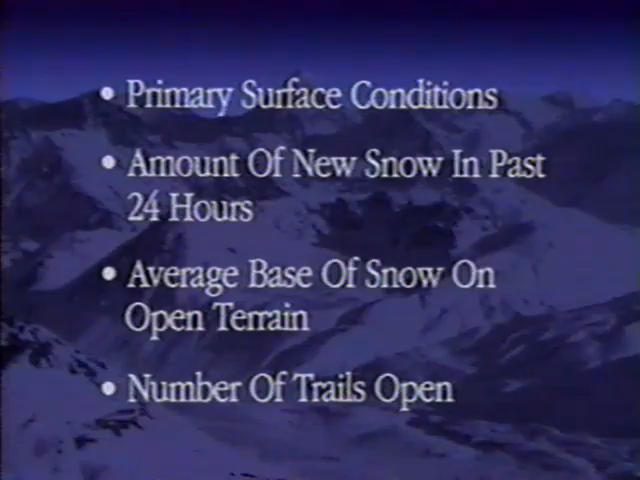 • Primary Surface Conditions
• Amount Of New Snow In Past
24 Hours
• Average Base Of Snow On
Open Terrain
• Number Of Trails Open